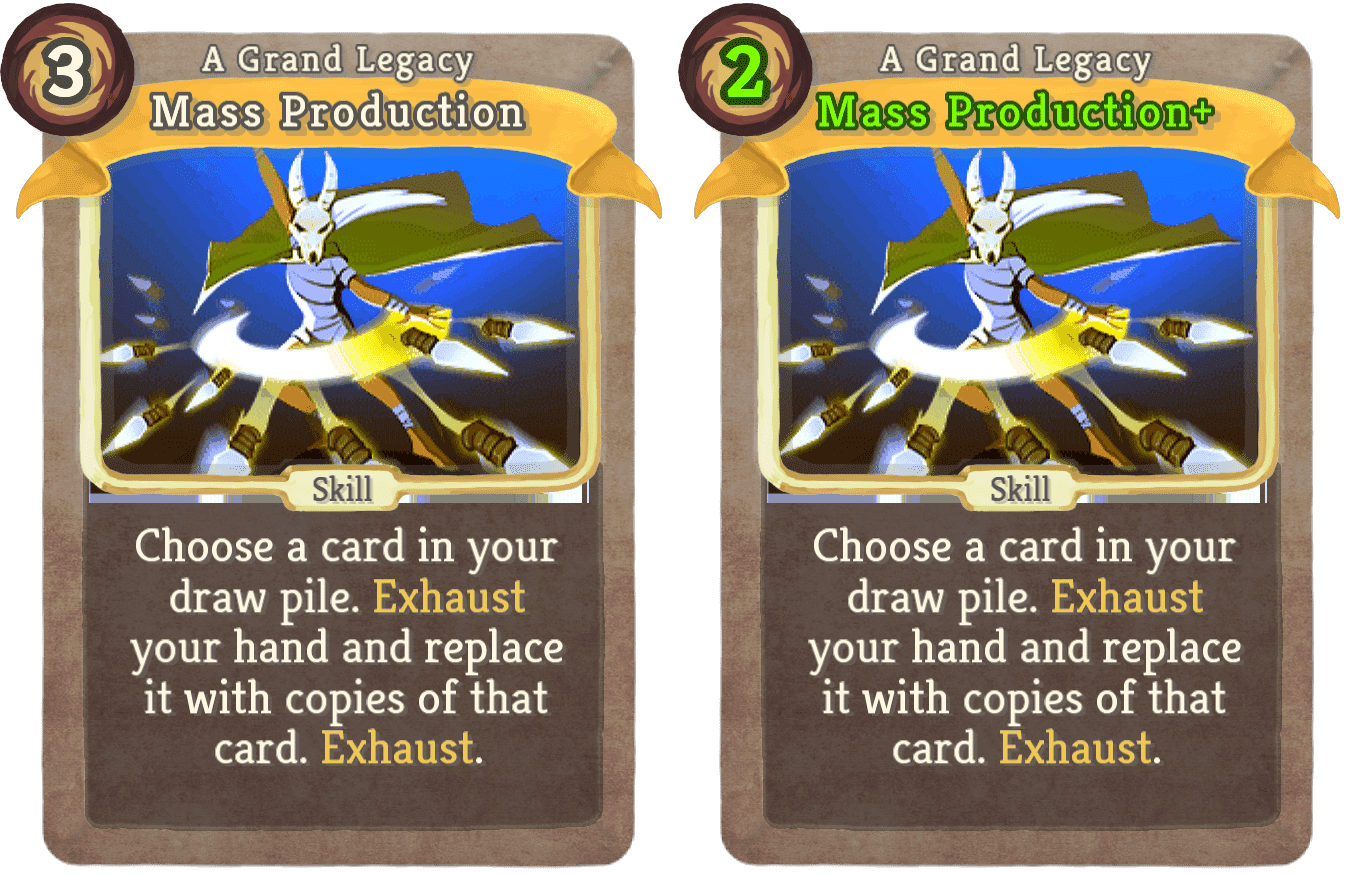 3
A Grand Legacy
Mass Production
Skill
Choose a card in your
draw pile. Exhaust
your hand and replace
it with copies of that
card. Exhaust.
2
A Grand Legacy
Mass Production+
Skill
Choose a card in your
draw pile. Exhaust
your hand and replace
it with copies of that
card. Exhaust.